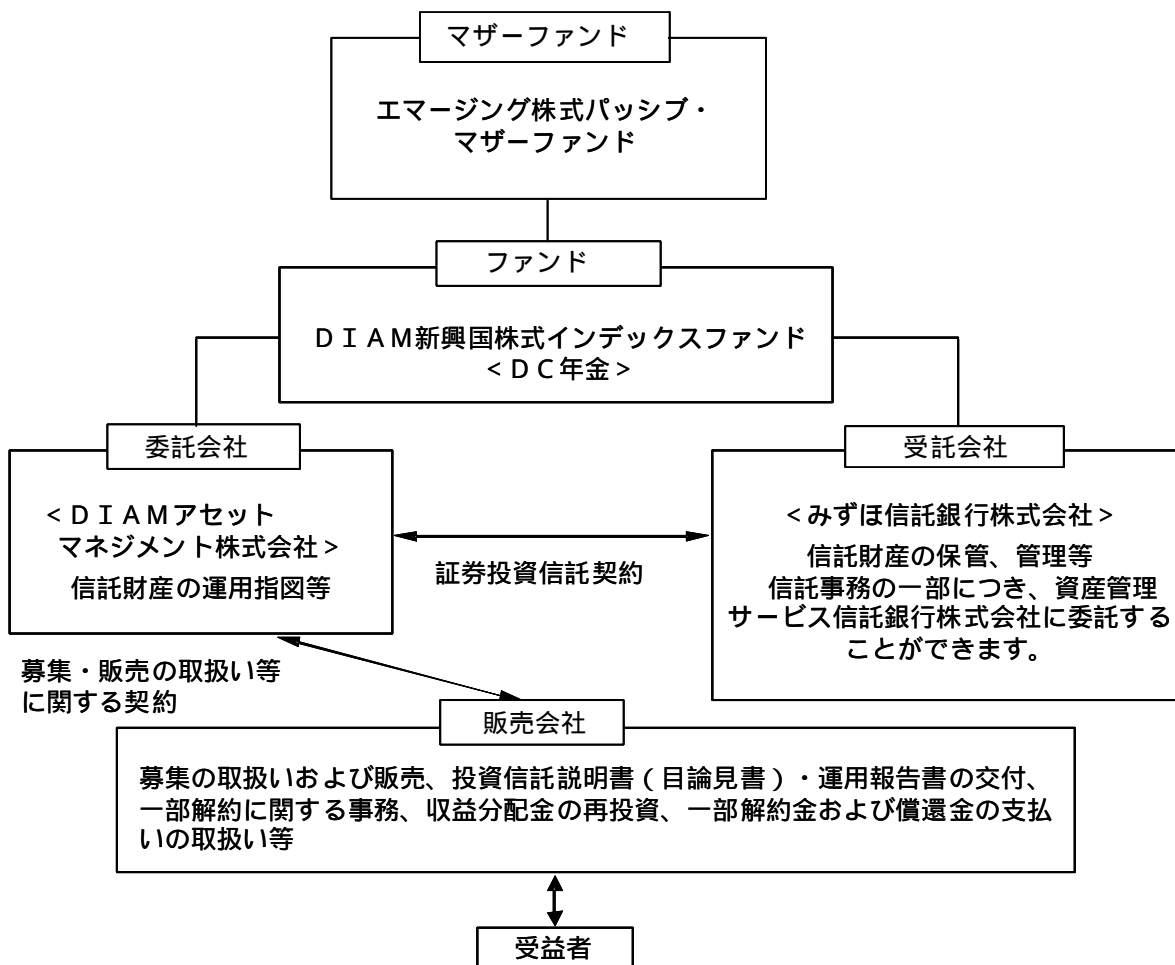 マザーファンド
エマージング株式パッシブ・
マザーファンド
ファンド
ＤＩＡＭ新興国株式インデックスファンド
＜ＤＣ年金＞
委託会社
＜ＤＩＡＭアセット
マネジメント株式会社＞
信託財産の運用指図等
証券投資信託契約
受託会社
＜みずほ信託銀行株式会社＞
信託財産の保管、管理等
信託事務の一部につき、資産管理
サービス信託銀行株式会社に委託する
ことができます。
募集・販売の取扱い等
に関する契約
販売会社
募集の取扱いおよび販売、投資信託説明書（目論見書）・運用報告書の交付、
一部解約に関する事務、収益分配金の再投資、一部解約金および償還金の支払
いの取扱い等
受益者